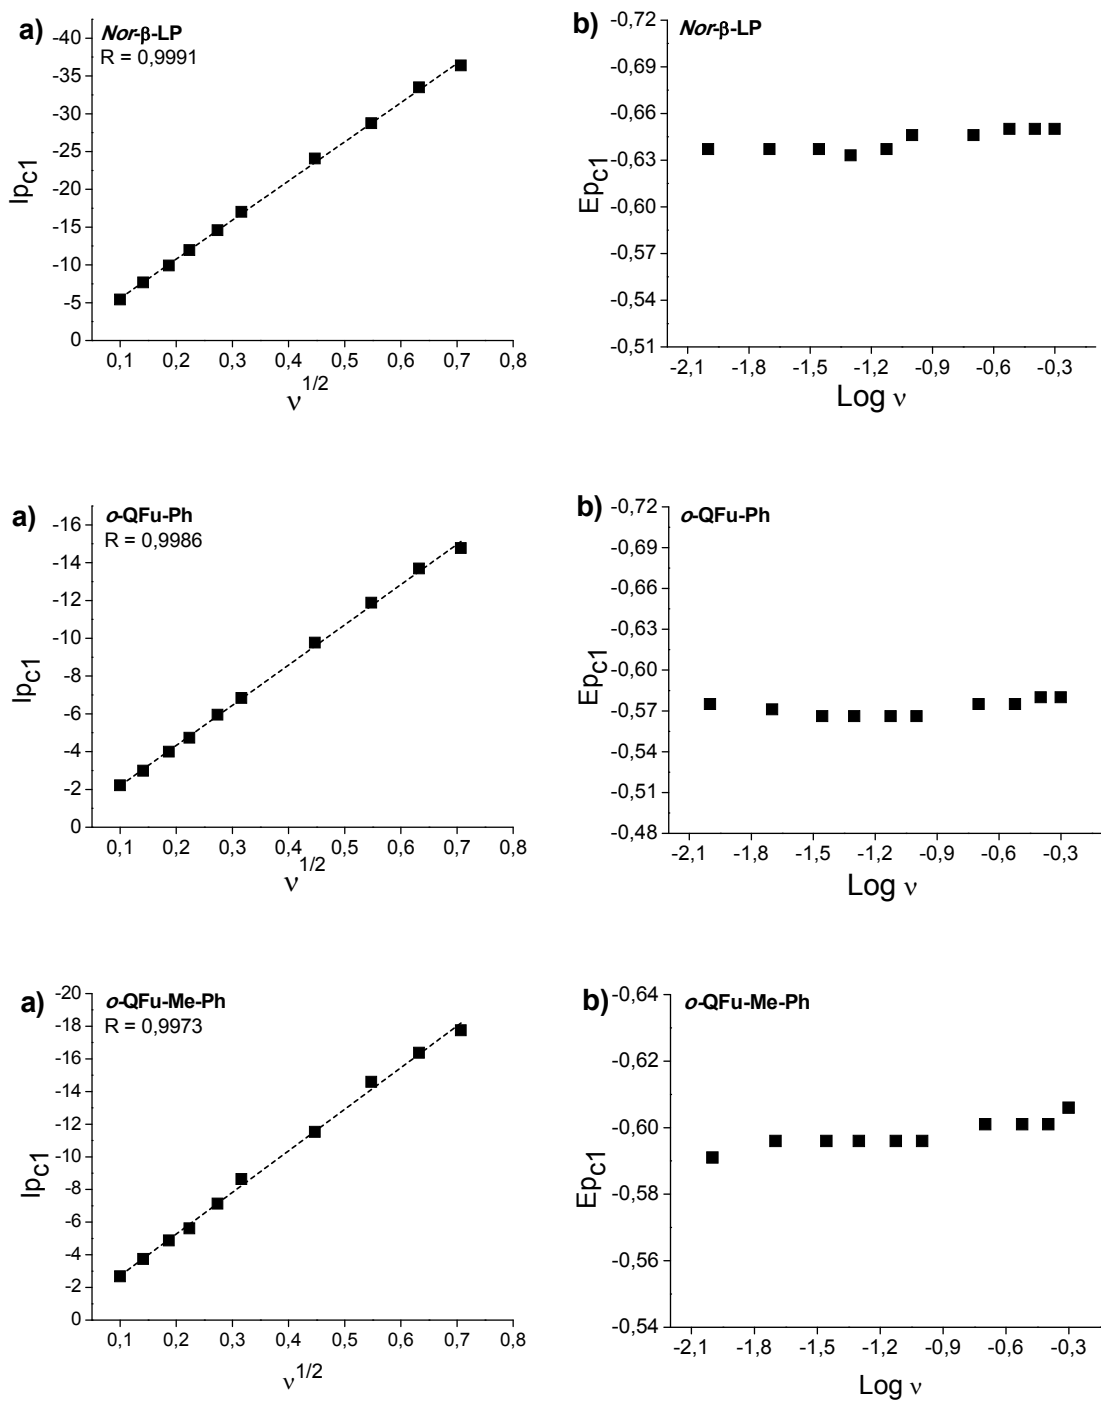 a)
Nor-β-LP
R = 0,9991
-40
-35
-30
-25
-20
-15
-10
-5
0
Ipc1
0,1 0,2 0,3 0,4 0,5 0,6 0,7 0,8
ν1/2
b)
Nor-β-LP
-0,72
-0,69
-0,66
-0,63
-0,60
-0,57
-0,54
-0,51
Epc1
-2,1 -1,8 -1,5 -1,2 -0,9 -0,6 -0,3
Log ν
a)
o-QFu-Ph
R = 0,9986
-16
-14
-12
-10
-8
-6
-4
-2
0
Ipc1
0,1 0,2 0,3 0,4 0,5 0,6 0,7 0,8
ν1/2
b)
o-QFu-Ph
-0,72
-0,69
-0,66
-0,63
-0,60
-0,57
-0,54
-0,51
-0,48
Epc1
-2,1 -1,8 -1,5 -1,2 -0,9 -0,6 -0,3
Log ν
a)
o-QFu-Me-Ph
R = 0,9973
-20
-18
-16
-14
-12
-10
-8
-6
-4
-2
0
Ipc1
0,1 0,2 0,3 0,4 0,5 0,6 0,7 0,8
ν1/2
b)
o-QFu-Me-Ph
-0,64
-0,62
-0,60
-0,58
-0,56
-0,54
Epc1
-2,1 -1,8 -1,5 -1,2 -0,9 -0,6 -0,3
Log ν